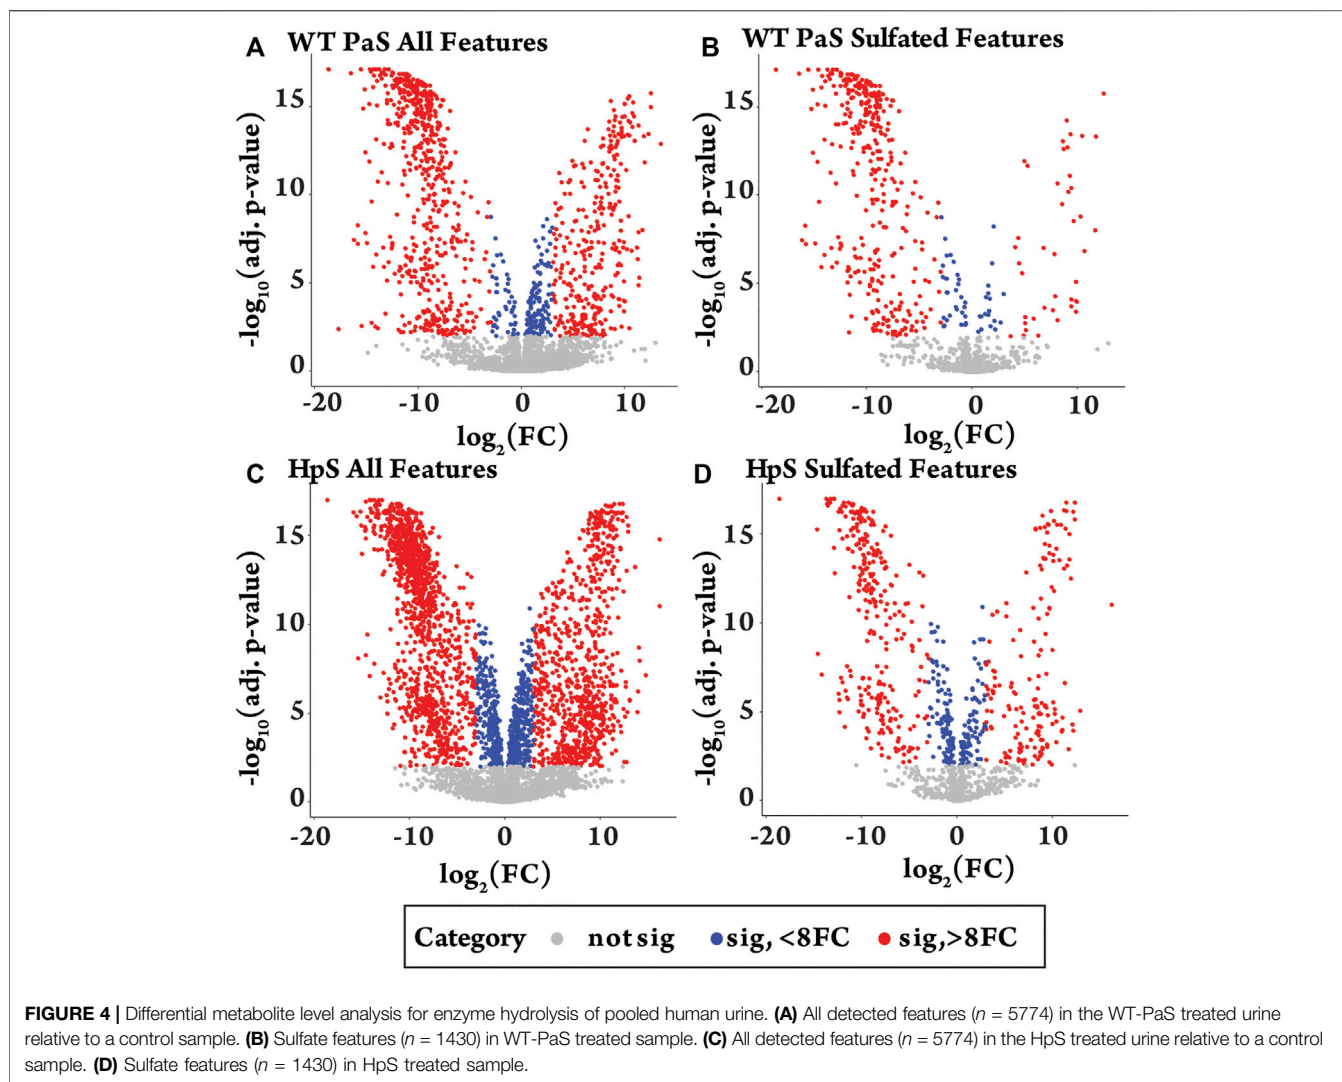 A WT PaS All Features
-log10(adj. p-value)
15
10
5
0
-20 -10 0 10
log2(FC)
B WT PaS Sulfated Features
-log10(adj. p-value)
15
10
5
0
-20 -10 0 10
log2(FC)
C HpS All Features
-log10(adj. p-value)
15
10
5
0
-20 -10 0 10
log2(FC)
D HpS Sulfated Features
-log10(adj. p-value)
15
10
5
0
-20 -10 0 10
log2(FC)
Category not sig sig, <8FC sig,>8FC
FIGURE 4 | Differential metabolite level analysis for enzyme hydrolysis of pooled human urine. (A) All detected features (n = 5774) in the WT-PaS treated urine
relative to a control sample. (B) Sulfate features (n = 1430) in WT-PaS treated sample. (C) All detected features (n = 5774) in the HpS treated urine relative to a control
sample. (D) Sulfate features (n = 1430) in HpS treated sample.